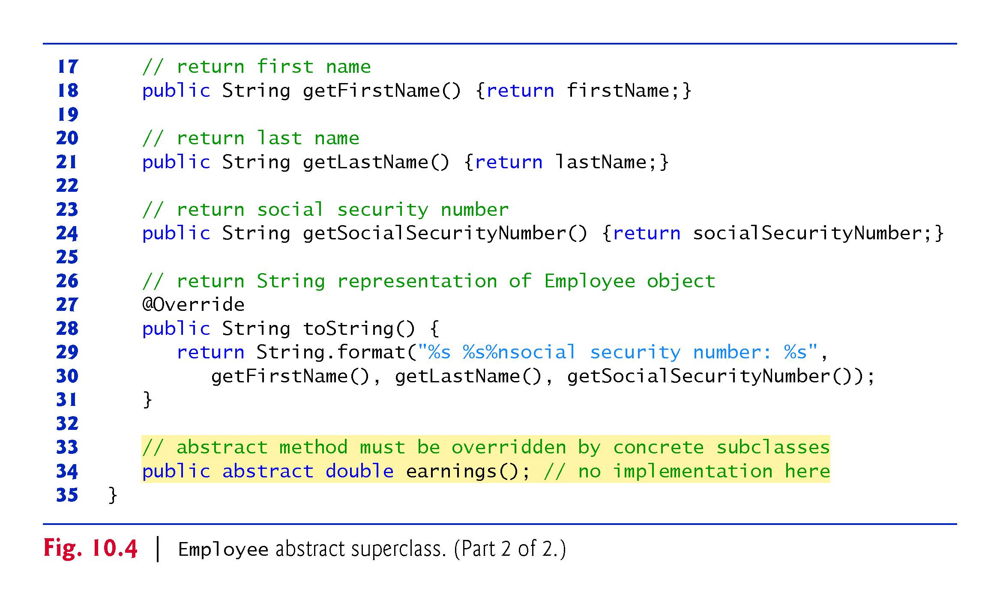 17 // return first name
18 public String getFirstName() {return firstName;}
19
20 // return last name
21 public String getLastName() {return lastName;}
22
23 // return social security number
24 public String getSocialSecurityNumber() {return socialSecurityNumber;}
25
26 // return String representation of Employee object
27 @Override
28 public String toString() {
29 return String.format("%s %s%nsocial security number: %s",
30 getFirstName(), getLastName(), getSocialSecurityNumber());
31 }
32
33 // abstract method must be overridden by concrete subclasses
34 public abstract double earnings(); // no implementation here
35 }
Fig. 10.4 | Employee abstract superclass. (Part 2 of 2.)